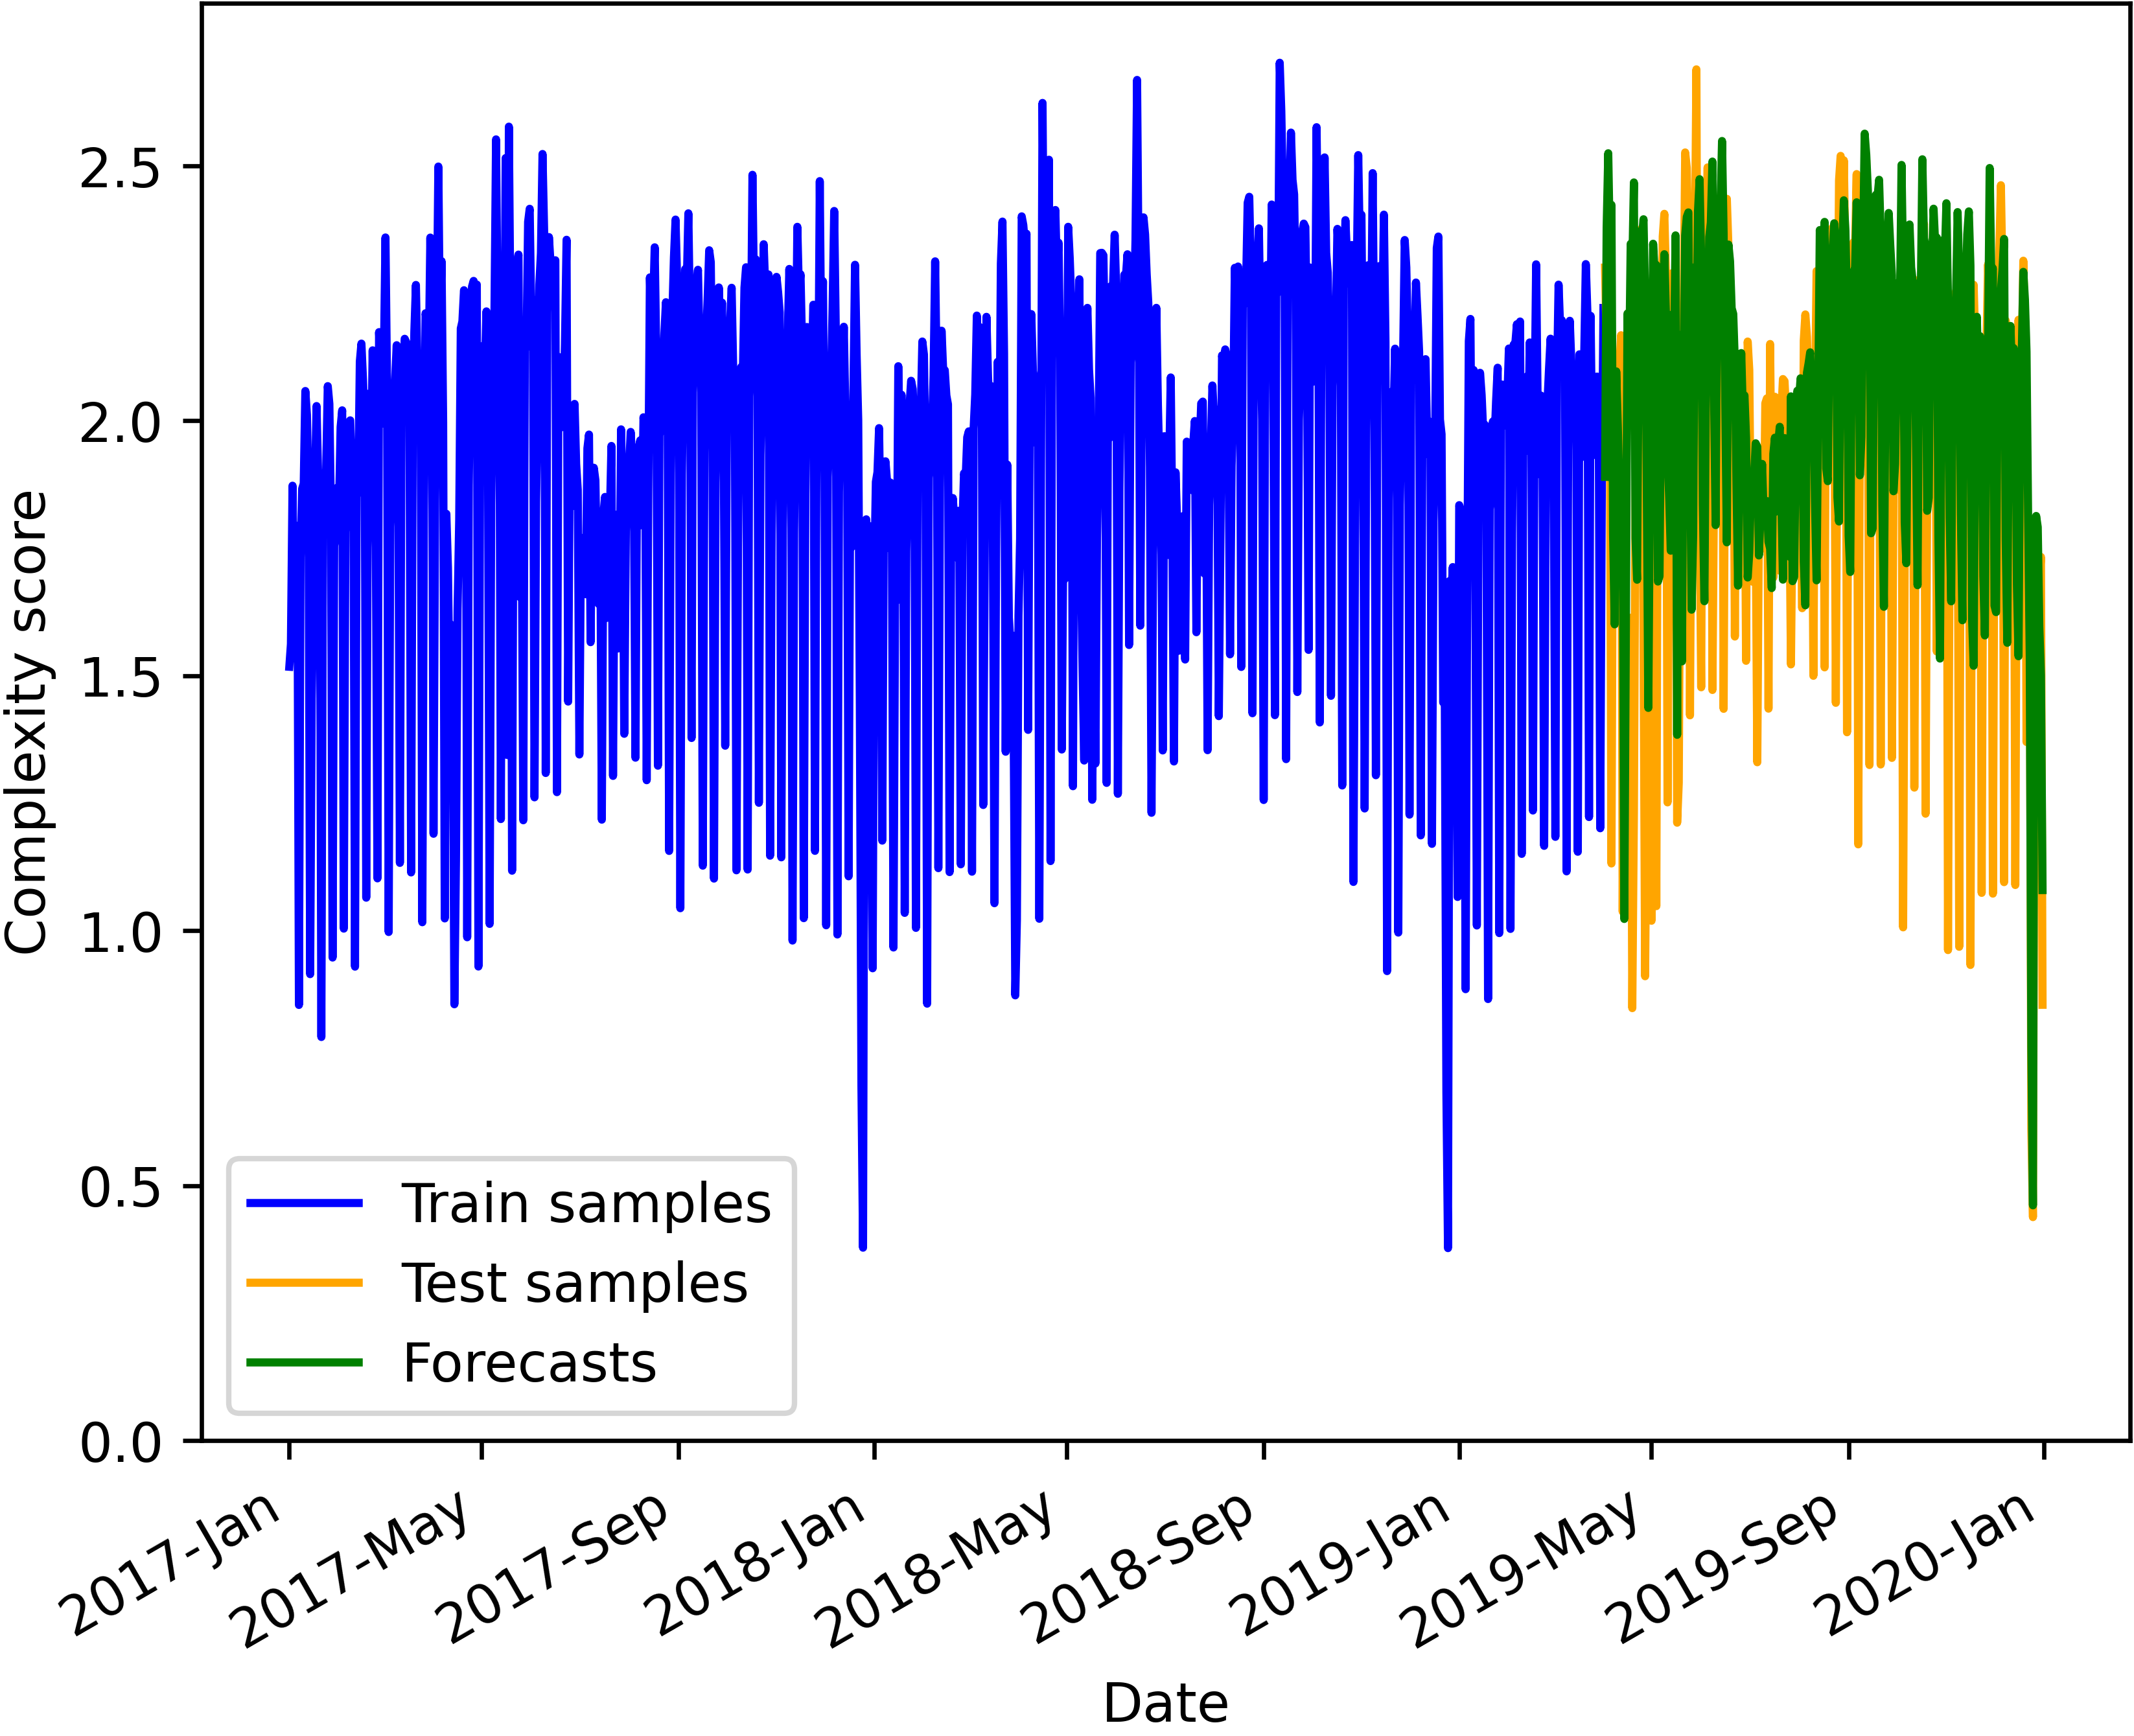 Complexity score
2.5
2.0
1.5
1.0
0.5
0.0
Train samples
Test samples
Forecasts
2017-Jan
2017-May
2017-Sep
2018-Jan
2018-May
2018-Sep
2019-Jan
2019-May
2019-Sep
2020-Jan
Date